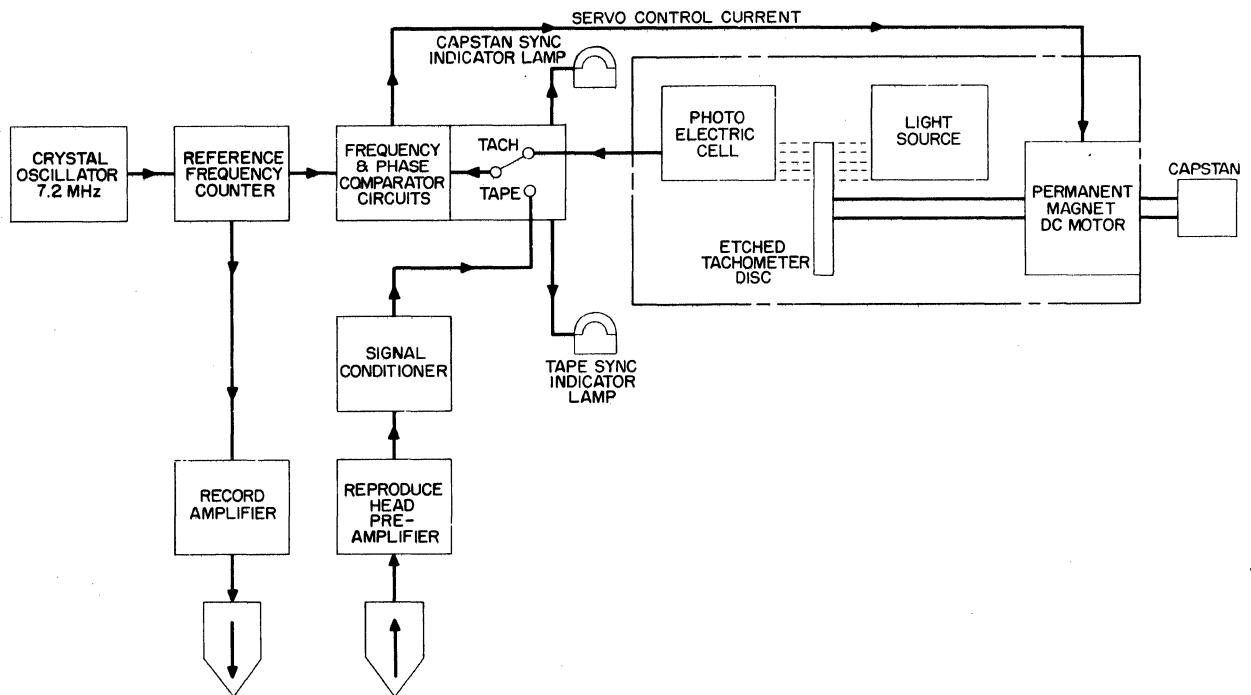 SERVO CONTROL CURRENT
CAPSTAN SYNC
INDICATOR LAMP
CRYSTAL
OSCILLATOR
7.2 MHz
REFERENCE
FREQUENCY
COUNTER
FREQUENCY
& PHASE
COMPARATOR
CIRCUITS
TACH
TAPE
PHOTO
ELECTRIC
CELL
LIGHT
SOURCE
ETCHED
TACHOMETER
DISC
PERMANENT
MAGNET
DC MOTOR
CAPSTAN
SIGNAL
CONDITIONER
TAPE SYNC
INDICATOR
LAMP
RECORD
AMPLIFIER
REPRODUCE
HEAD
PRE-
AMPLIFIER